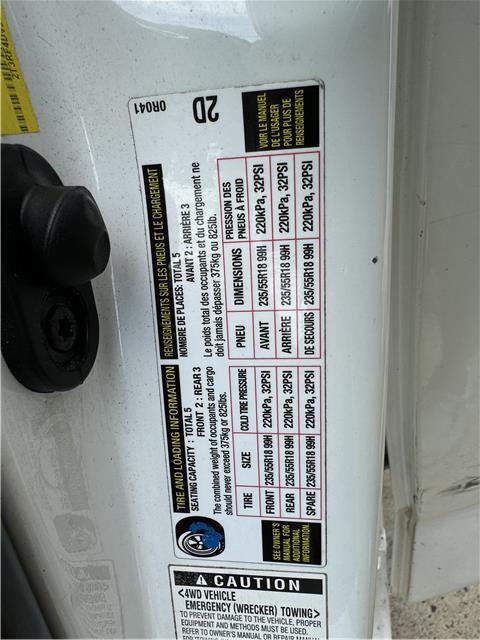 2T3RF4DV
TIRE AND LOADING INFORMATION
SEATING CAPACITY : TOTAL 5
FRONT 2 : REAR 3
The combined weight of occupants and cargo
should never exceed 375kg or 825lbs.
TIRE SIZE COLD TIRE PRESSURE
FRONT 235/55R18 99H 220kPa, 32PSI
REAR 235/55R18 99H 220kPa, 32PSI
SPARE 235/55R18 99H 220kPa, 32PSI
SEE OWNER'S
MANUAL FOR
ADDITIONAL
INFORMATION
RENSEIGNEMENTS SUR LES PNEUS ET LE CHARGEMENT
NOMBRE DE PLACES: TOTAL 5
AVANT 2 : ARRIÈRE 3
Le poids total des occupants et du chargement ne
doit jamais dépasser 375kg ou 825lb.
PNEU DIMENSIONS PRESSION DES
PNEUS À FROID
AVANT 235/55R18 99H 220kPa, 32PSI
ARRIÈRE 235/55R18 99H 220kPa, 32PSI
DE SECOURS 235/55R18 99H 220kPa, 32PSI
VOIR LE MANUEL
DE L'USAGER
POUR PLUS DE
RENSEIGNEMENTS
0R041
2D
CAUTION
<4WD VEHICLE
EMERGENCY (WRECKER) TOWING>
TO PREVENT VEHICLE DAMAGE, PROPER
EQUIPMENT AND METHODS MUST BE USED.
REFER TO OWNER'S MANUAL OR